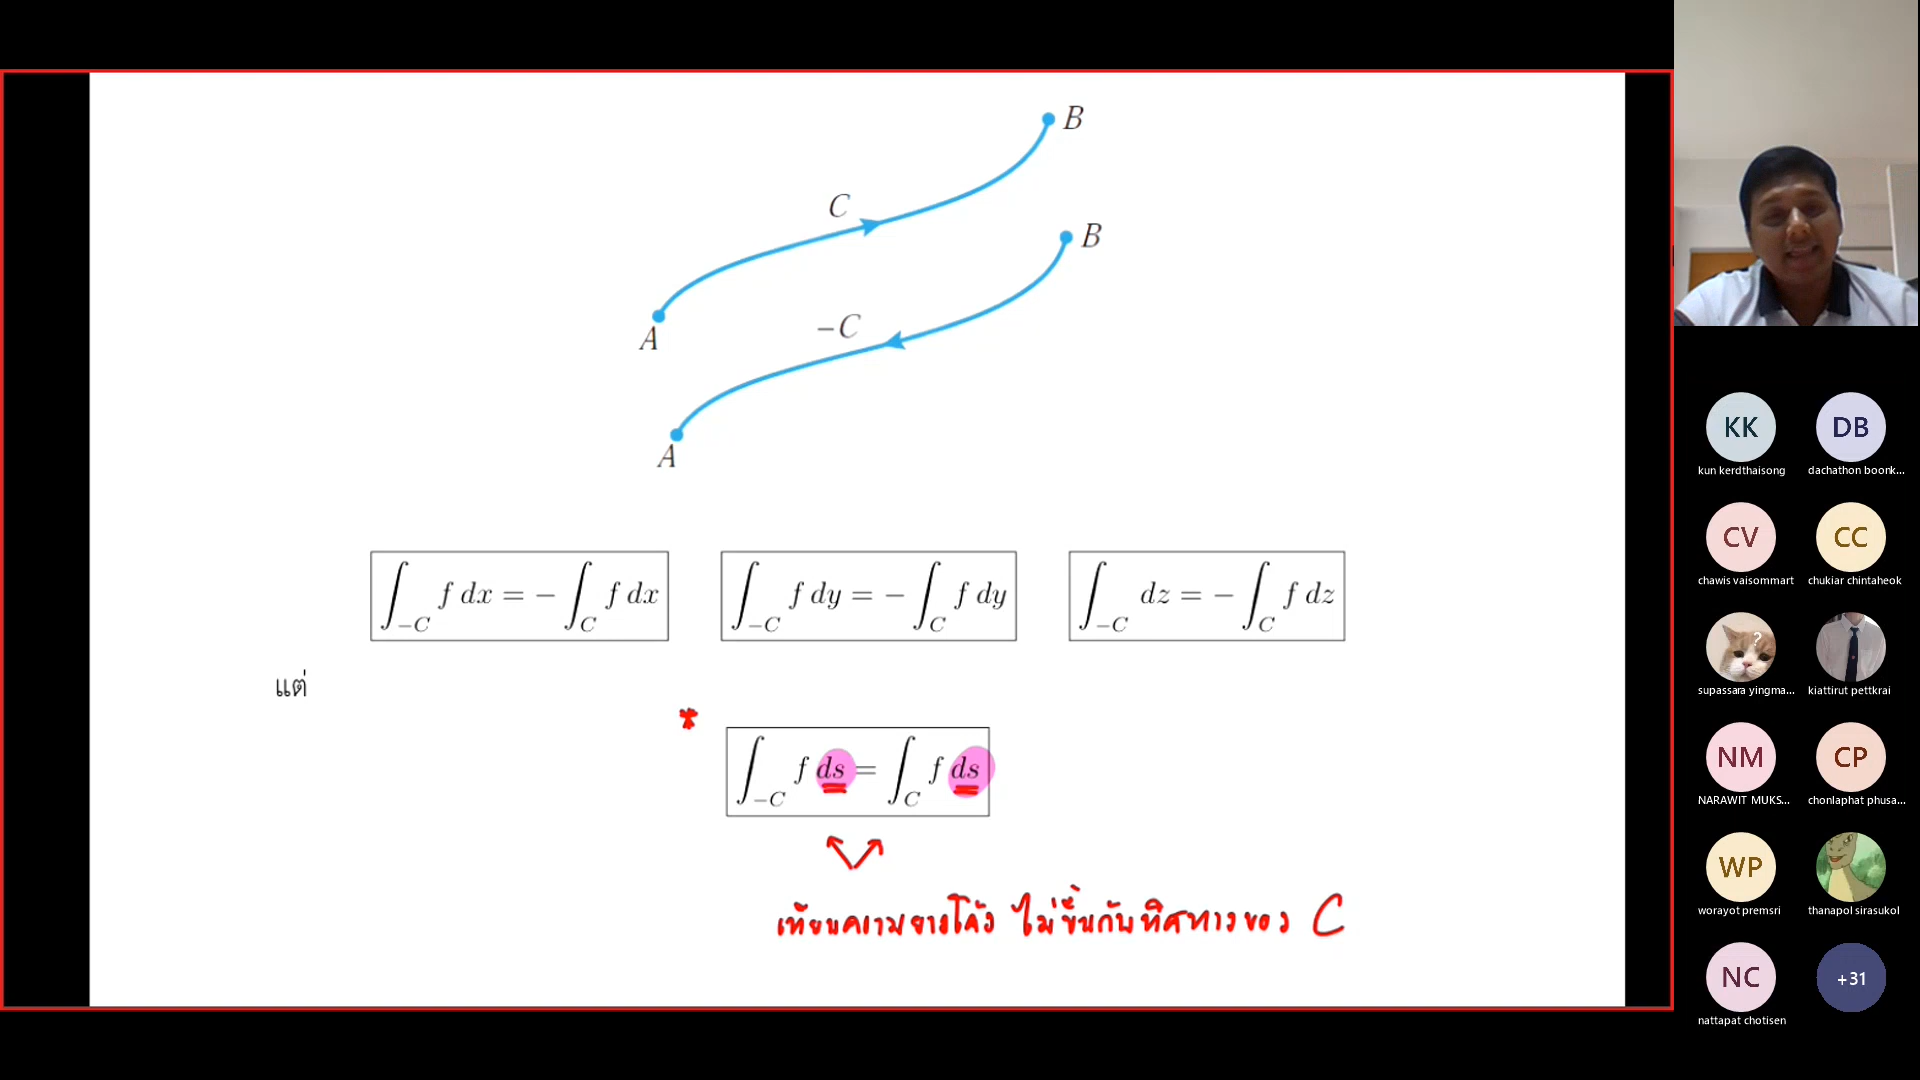 B
C
A
B
−C
A
∫_{−C} f dx = − ∫_C f dx
∫_{−C} f dy = − ∫_C f dy
∫_{−C} dz = − ∫_C f dz
แต่
*
∫_{−C} f ds = ∫_C f ds
เทียบความยาวโค้ง ไม่ขึ้นกับทิศทางของ C
KK
kun kerdthaisong
DB
dachathon boonk...
CV
chawis vaisommart
CC
chukiar chintaheok
?
supassara yingma...
kiattirut pettkrai
NM
NARAWIT MUKS...
CP
chonlaphat phusa...
WP
worayot premsri
thanapol sirasukol
NC
nattapat chotisen
+31